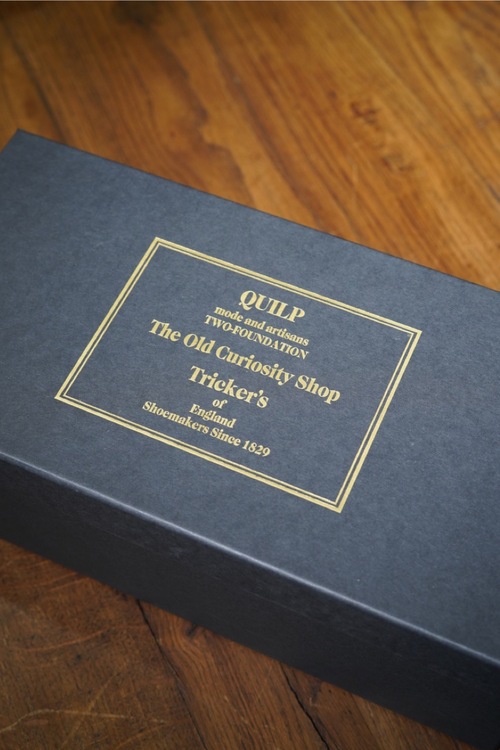 QUILP
mode and artisans
TWO-FOUNDATION
The Old Curiosity Shop
Tricker's
of
England
Shoemakers Since 1829